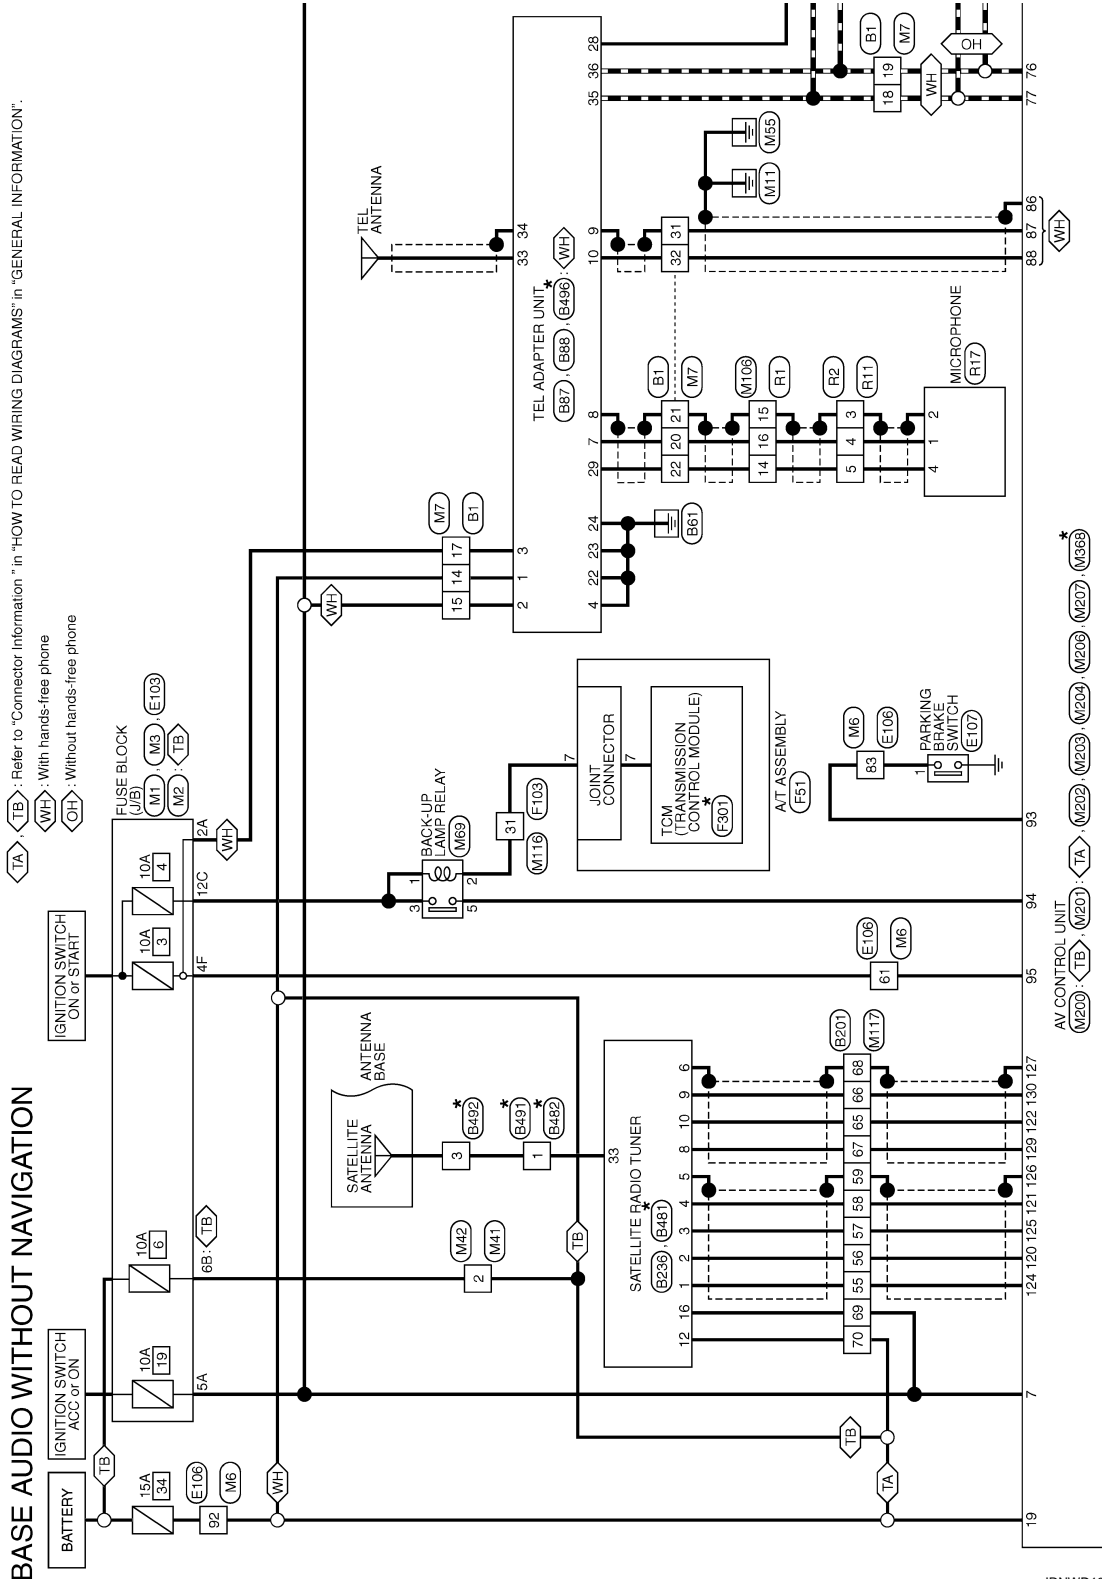 BASE AUDIO WITHOUT NAVIGATION
TA , TB : Refer to "Connector Information " in "HOW TO READ WIRING DIAGRAMS" in "GENERAL INFORMATION".
WH : With hands-free phone
OH : Without hands-free phone
BATTERY
IGNITION SWITCH
ACC or ON
IGNITION SWITCH
ON or START
FUSE BLOCK
(J/B)
M1 , M3 , E103
M2 : TB
TB
15A
34
10A
19
10A
6
10A
3
10A
4
E106
92
M6
5A
6B : TB
4F
12C
2A
WH
WH
WH
SATELLITE
ANTENNA
ANTENNA
BASE
TEL
ANTENNA
BACK-UP
LAMP RELAY
M69
3 1
5 2
M42
2
M41
3
* B492
* B491
1
* B482
M116
31
F103
M7
15 14 17
B1
2 1 3
33 34
TEL ADAPTER UNIT
B87 , B88 , B496 * : WH
35 36 28
TB
33
SATELLITE RADIO TUNER
B236 , B481 *
12 16 1 2 3 4 5 8 10 9 6
7
JOINT
CONNECTOR
7
TCM
(TRANSMISSION
CONTROL MODULE)
* F301
A/T ASSEMBLY
F51
4 22 23 24
B61
29 7 8
10 9
B1
22 20 21
32 31
M7
M106
14 16 15
R1
R2
5 4 3
R11
4 1 2
MICROPHONE
R17
M11
M55
B1
18 19
M7
WH
OH
TB
TA
B201
70 69 55 56 57 58 59 67 65 66 68
M117
E106
61
M6
M6
83
E106
1
PARKING
BRAKE
SWITCH
E107
19 7 124 120 125 121 126 129 122 130 127 95 94 93 88 87 86 77 76
WH
AV CONTROL UNIT
M200 : TB , M201 : TA , M202 , M203 , M204 , M206 , M207 , M368 *